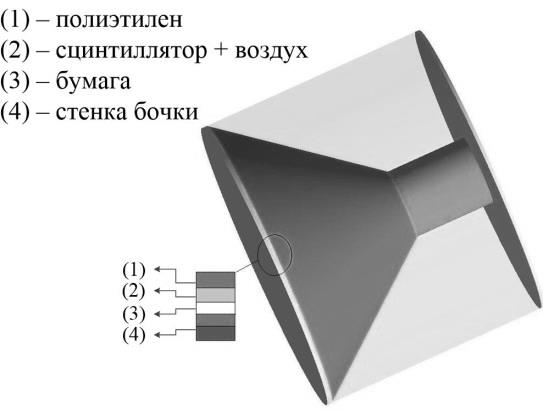 (1) – полиэтилен
(2) – сцинтиллятор + воздух
(3) – бумага
(4) – стенка бочки
(1)
(2)
(3)
(4)